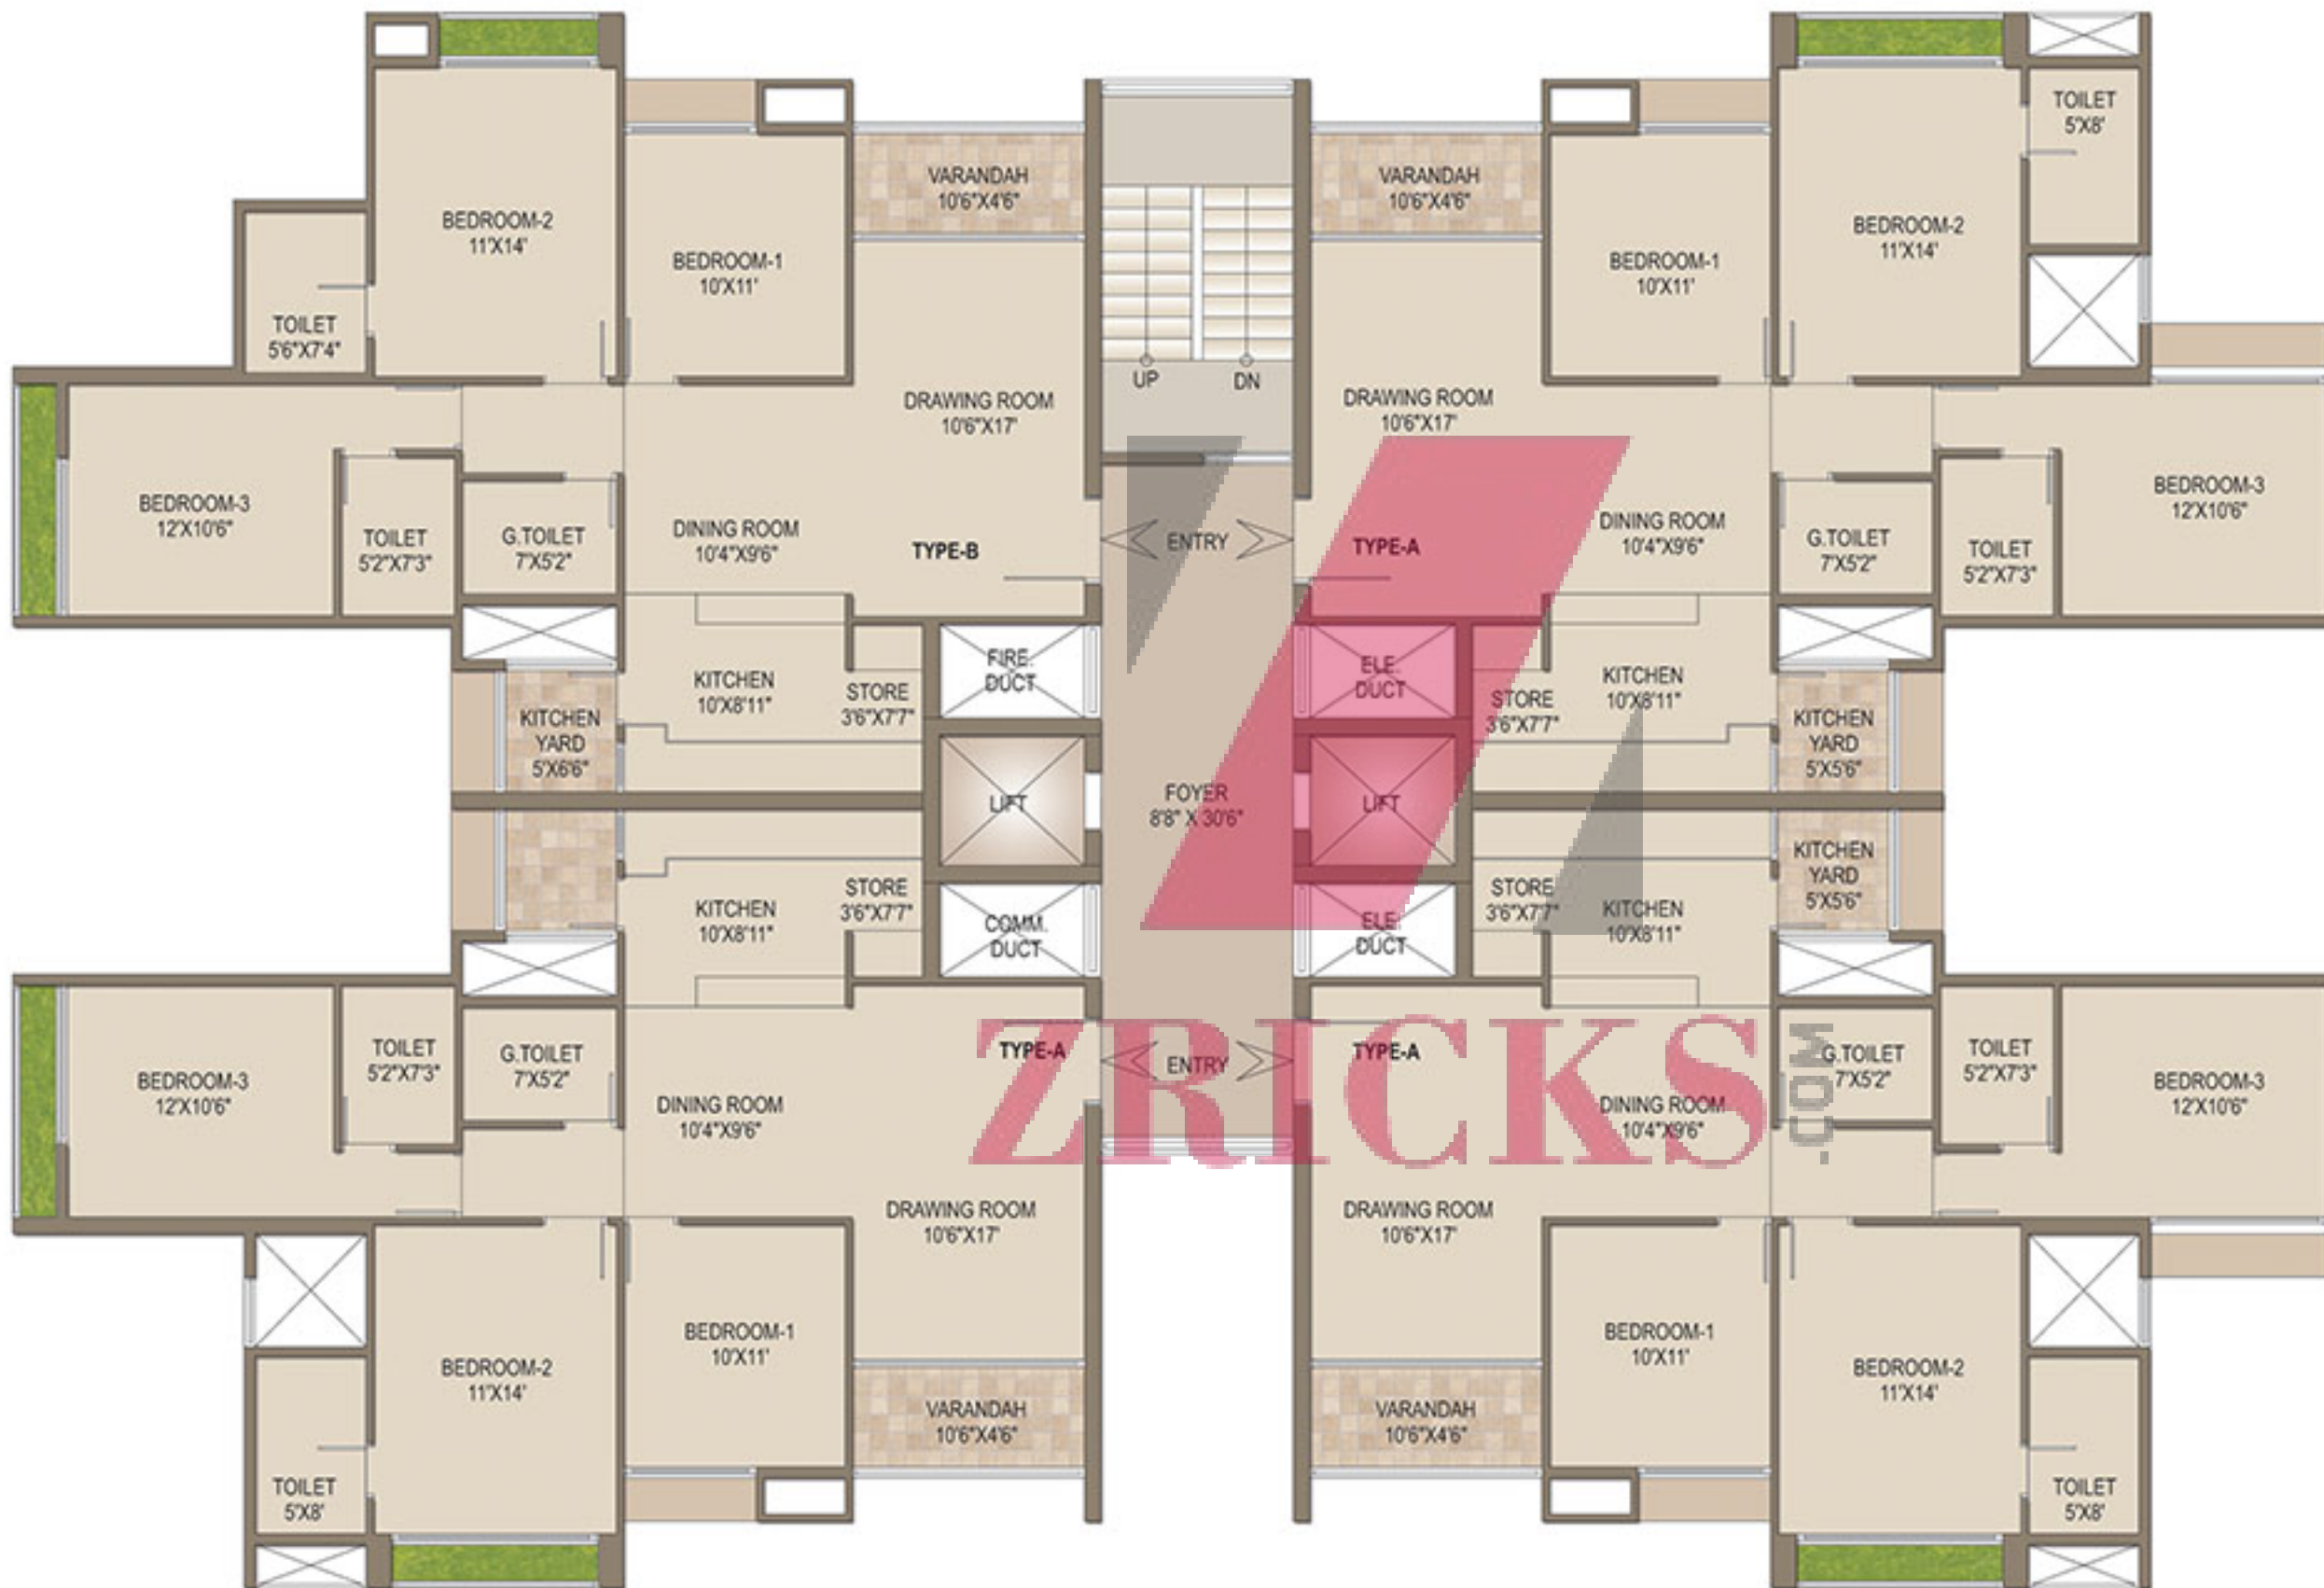 BEDROOM-2
11'X14'
BEDROOM-1
10'X11'
VARANDAH
10'6"X4'6"
TOILET
5'6"X7'4"
DRAWING ROOM
10'6"X17'
BEDROOM-3
12'X10'6"
TOILET
5'2"X7'3"
G.TOILET
7'X5'2"
DINING ROOM
10'4"X9'6"
TYPE-B
KITCHEN
10'X8'11"
STORE
3'6"X7'7"
KITCHEN
YARD
5'X6'6"
FIRE.
DUCT
LIFT
UP
DN
ENTRY
FOYER
8'8" X 30'6"
VARANDAH
10'6"X4'6"
BEDROOM-1
10'X11'
BEDROOM-2
11'X14'
TOILET
5'X8'
DRAWING ROOM
10'6"X17'
TYPE-A
DINING ROOM
10'4"X9'6"
G.TOILET
7'X5'2"
TOILET
5'2"X7'3"
BEDROOM-3
12'X10'6"
ELE.
DUCT
STORE
3'6"X7'7"
KITCHEN
10'X8'11"
KITCHEN
YARD
5'X5'6"
LIFT
KITCHEN
10'X8'11"
STORE
3'6"X7'7"
COMM.
DUCT
BEDROOM-3
12'X10'6"
TOILET
5'2"X7'3"
G.TOILET
7'X5'2"
DINING ROOM
10'4"X9'6"
TYPE-A
DRAWING ROOM
10'6"X17'
BEDROOM-2
11'X14'
BEDROOM-1
10'X11'
VARANDAH
10'6"X4'6"
TOILET
5'X8'
ENTRY
ELE.
DUCT
STORE
3'6"X7'7"
KITCHEN
10'X8'11"
KITCHEN
YARD
5'X5'6"
TYPE-A
DINING ROOM
10'4"X9'6"
G.TOILET
7'X5'2"
TOILET
5'2"X7'3"
BEDROOM-3
12'X10'6"
DRAWING ROOM
10'6"X17'
BEDROOM-1
10'X11'
BEDROOM-2
11'X14'
VARANDAH
10'6"X4'6"
TOILET
5'X8'
ZRICKS
.COM